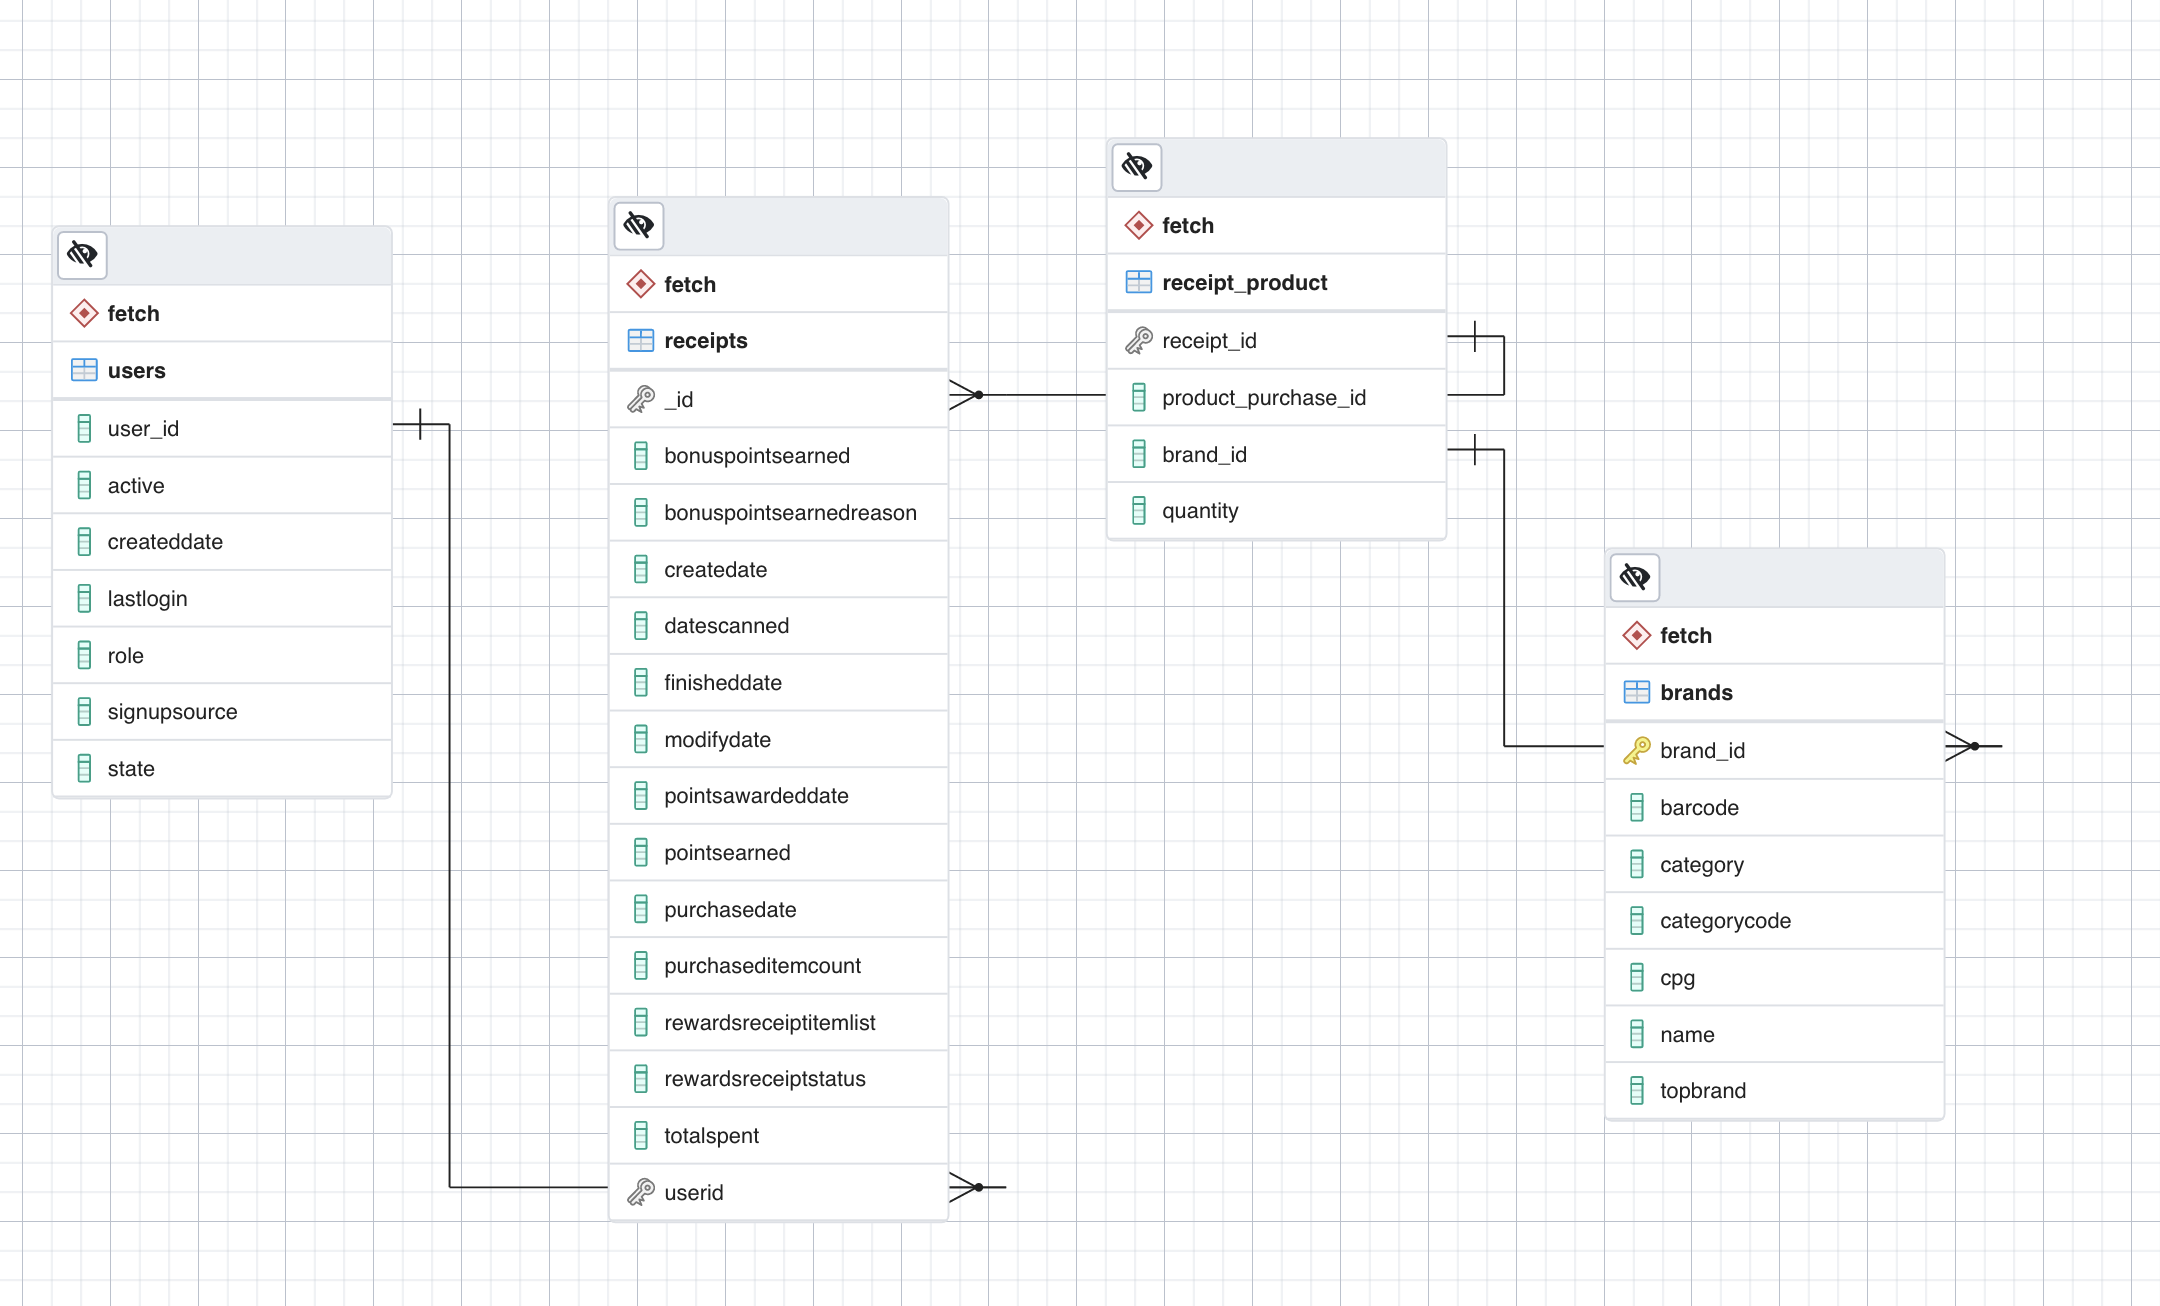 fetch
users
user_id
active
createddate
lastlogin
role
signupsource
state
fetch
receipts
_id
bonuspointsearned
bonuspointsearnedreason
createdate
datescanned
finisheddate
modifydate
pointsawardeddate
pointsearned
purchasedate
purchaseditemcount
rewardsreceiptitemlist
rewardsreceiptstatus
totalspent
userid
fetch
receipt_product
receipt_id
product_purchase_id
brand_id
quantity
fetch
brands
brand_id
barcode
category
categorycode
cpg
name
topbrand